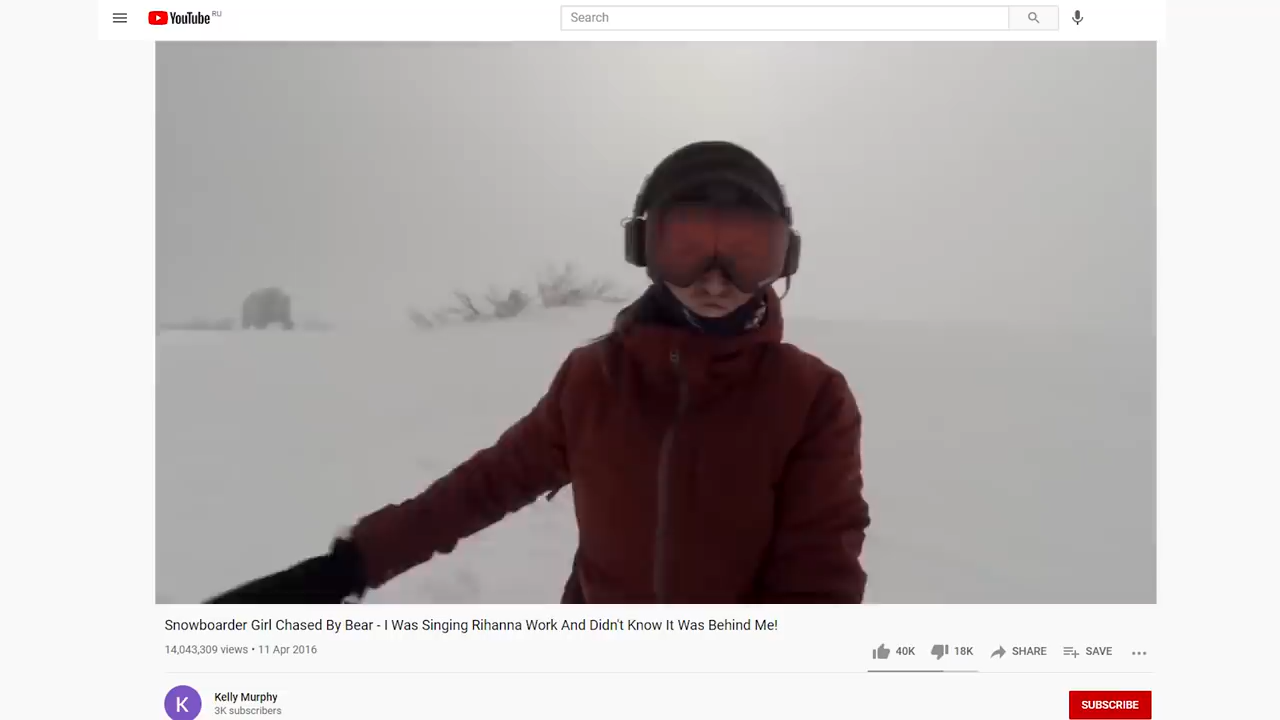 YouTube RU
Search
Snowboarder Girl Chased By Bear - I Was Singing Rihanna Work And Didn't Know It Was Behind Me!
14,043,309 views • 11 Apr 2016
40K
18K
SHARE
SAVE
K
Kelly Murphy
3K subscribers
SUBSCRIBE